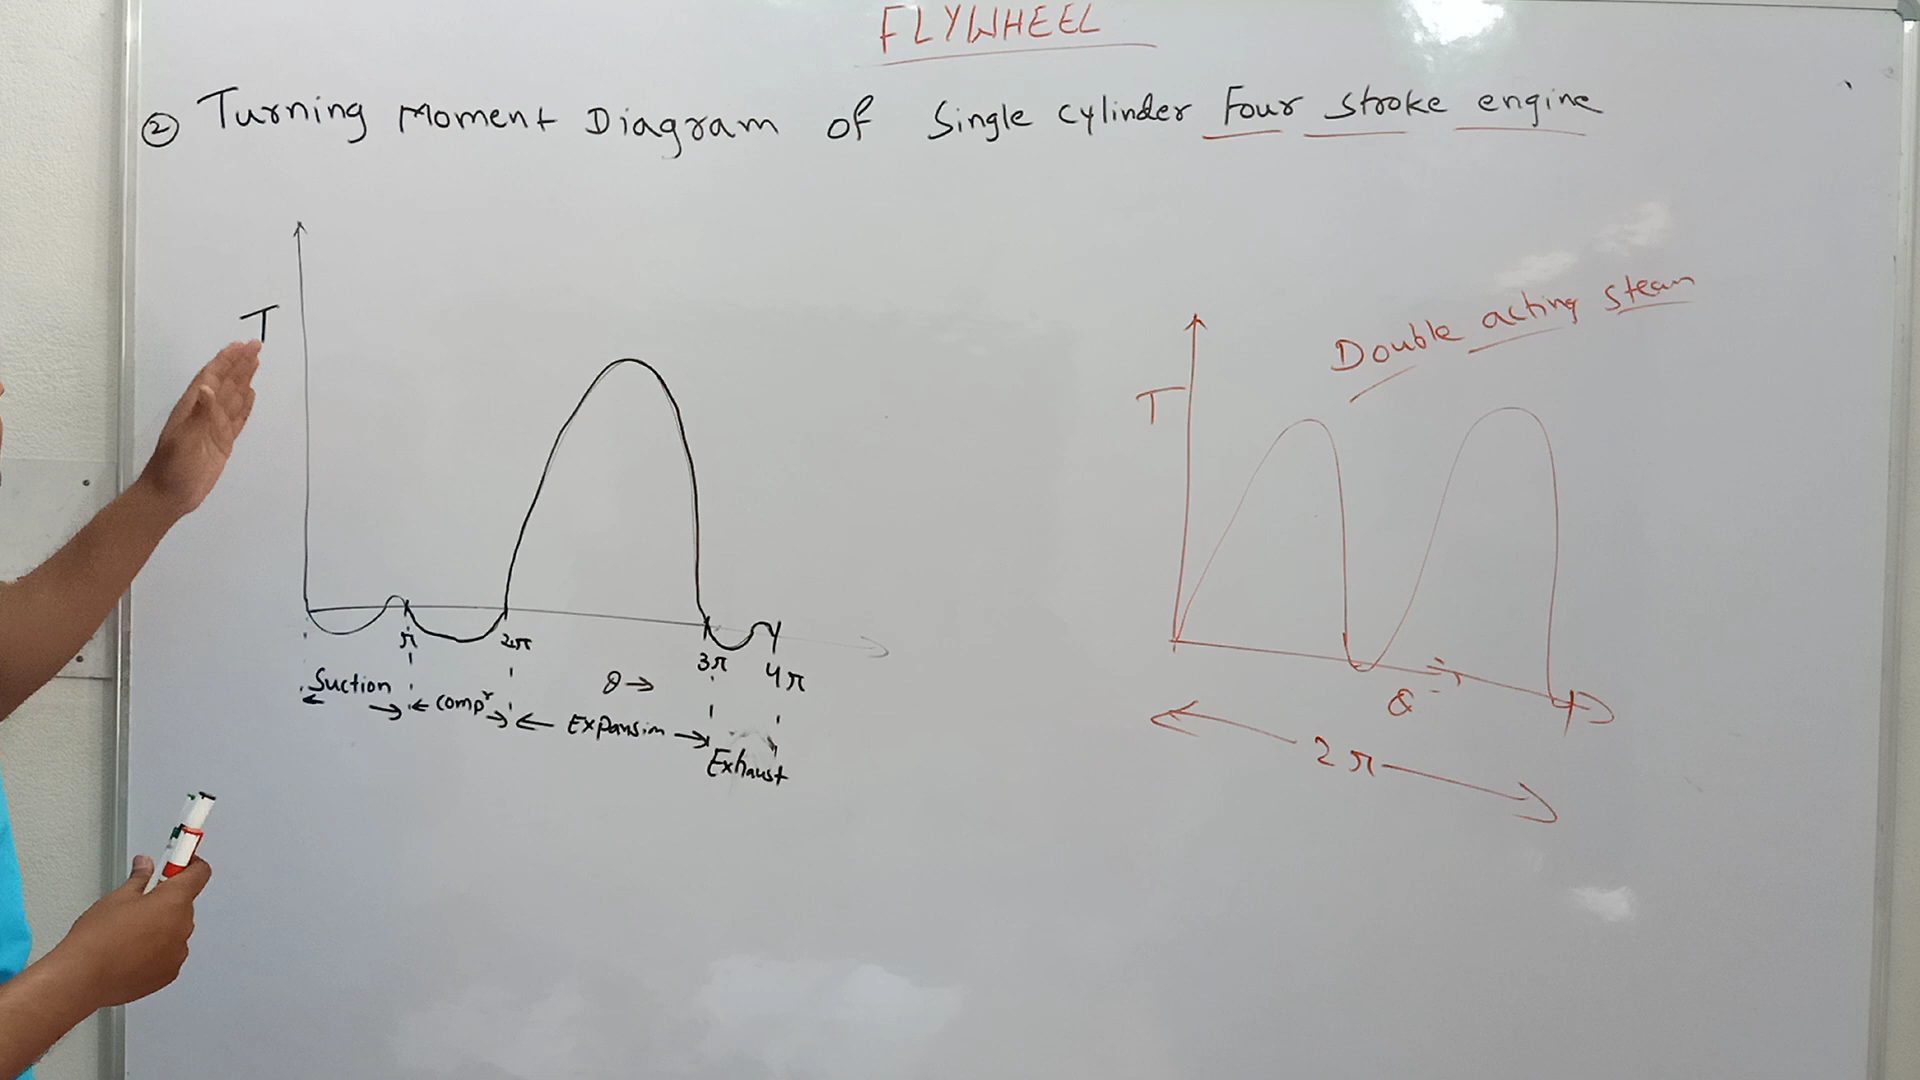 FLYWHEEL
② Turning Moment Diagram of Single cylinder Four stroke engine
T
π
2π
3π
4π
θ →
Suction
compr
Expansion
Exhaust
Double acting steam
T
θ
2π